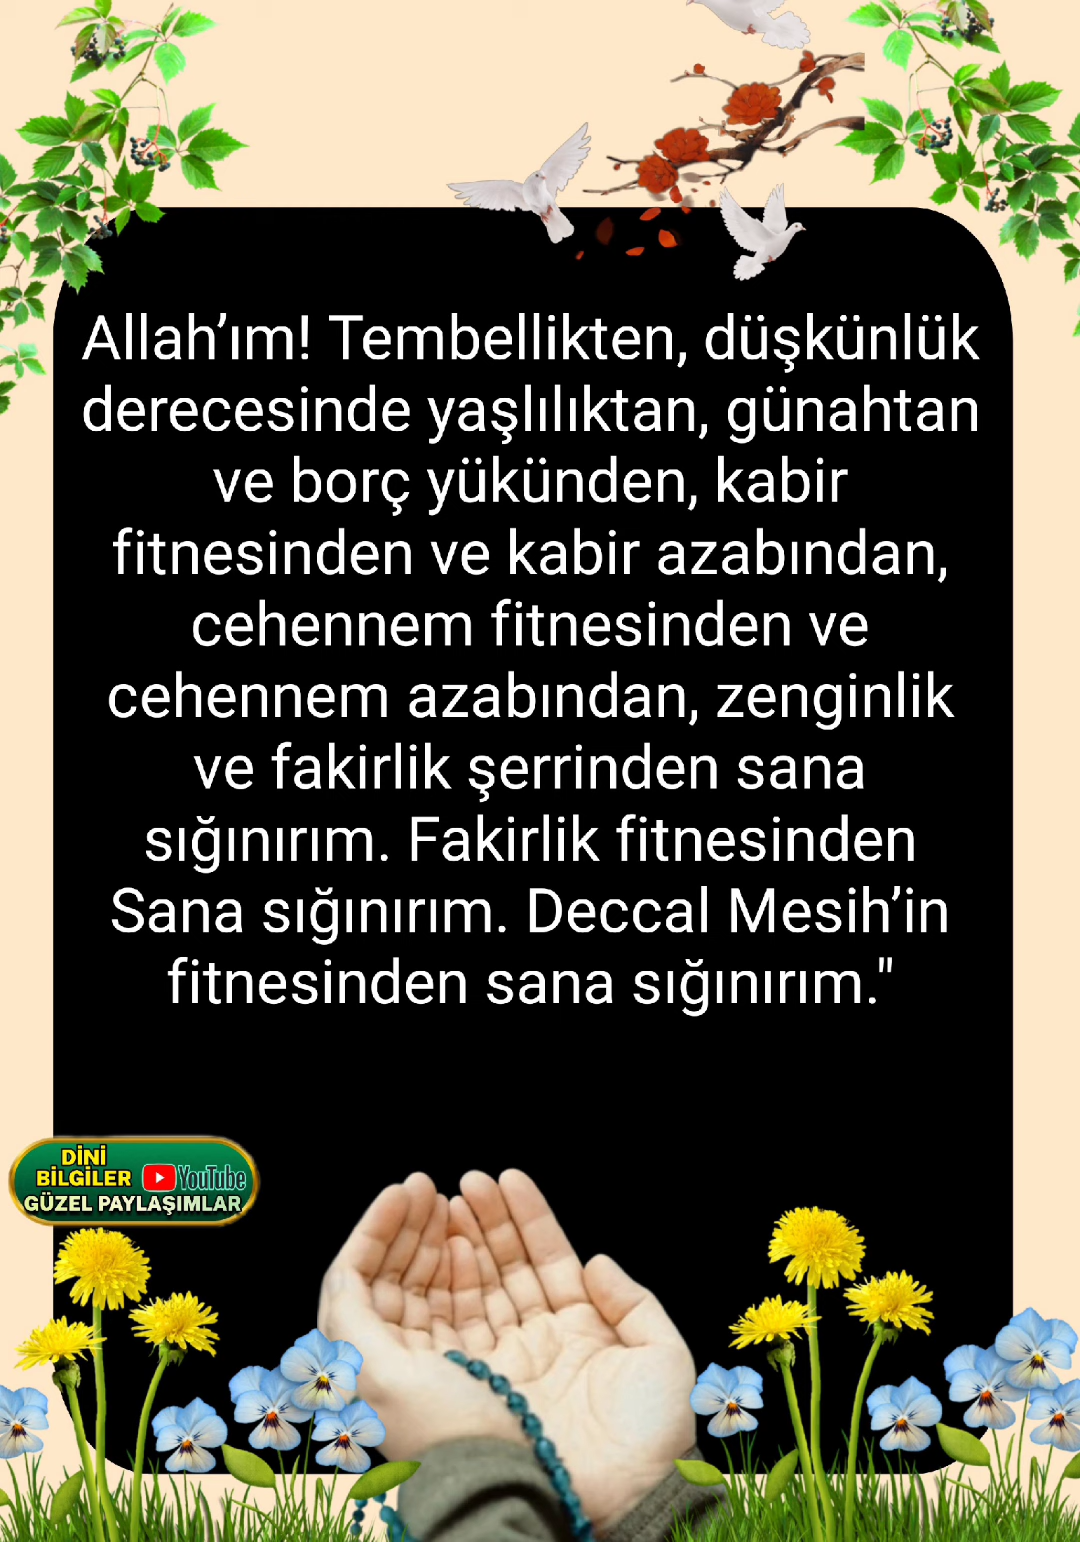 Allah’ım! Tembellikten, düşkünlük
derecesinde yaşlılıktan, günahtan
ve borç yükünden, kabir
fitnesinden ve kabir azabından,
cehennem fitnesinden ve
cehennem azabından, zenginlik
ve fakirlik şerrinden sana
sığınırım. Fakirlik fitnesinden
Sana sığınırım. Deccal Mesih’in
fitnesinden sana sığınırım."
DİNİ
BİLGİLER YouTube
GÜZEL PAYLAŞIMLAR